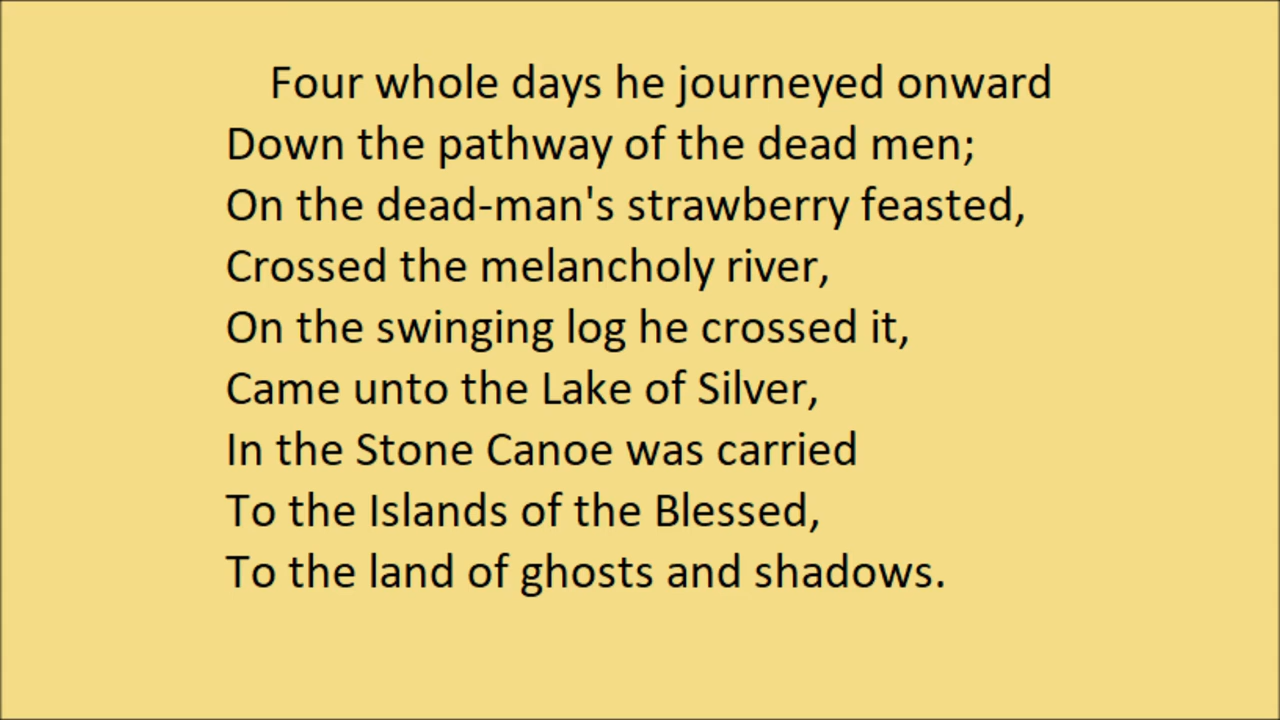 Four whole days he journeyed onward
Down the pathway of the dead men;
On the dead-man's strawberry feasted,
Crossed the melancholy river,
On the swinging log he crossed it,
Came unto the Lake of Silver,
In the Stone Canoe was carried
To the Islands of the Blessed,
To the land of ghosts and shadows.